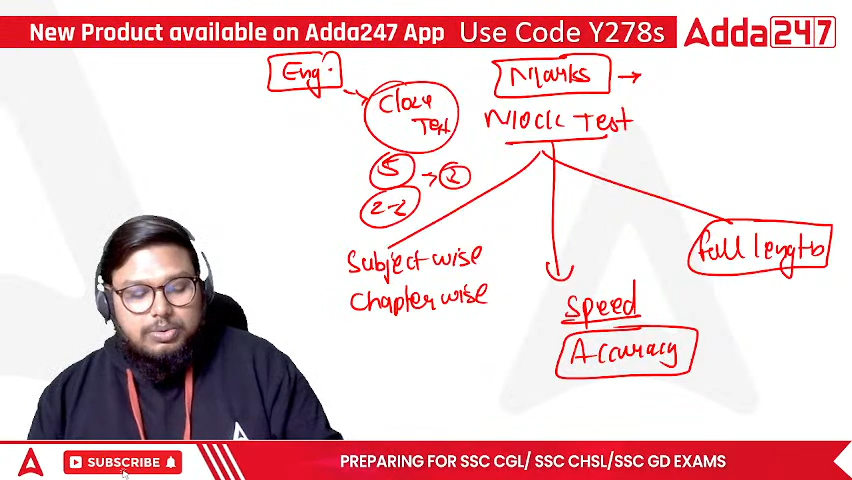 New Product available on Adda247 App Use Code Y278s
Adda247
Eng.
Marks →
Close
Test
Mock Test
5 → 2
2-2
Subject wise
Chapter wise
full length
Speed
Accuracy
SUBSCRIBE
PREPARING FOR SSC CGL/ SSC CHSL/SSC GD EXAMS